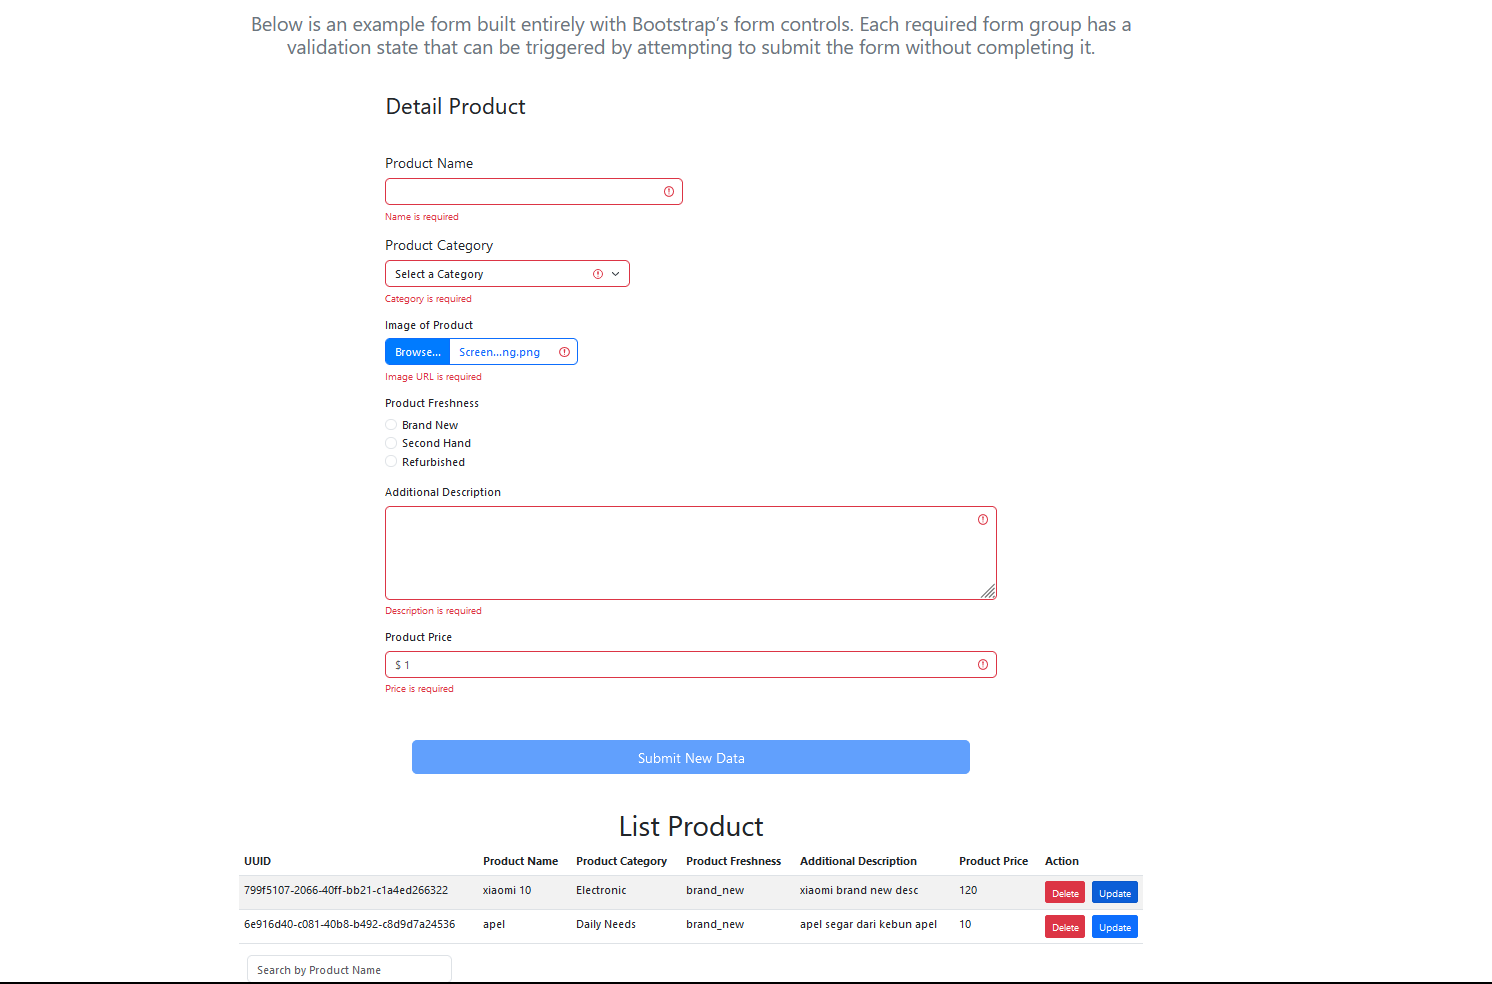 Below is an example form built entirely with Bootstrap’s form controls. Each required form group has a
validation state that can be triggered by attempting to submit the form without completing it.
Detail Product
Product Name
Name is required
Product Category
Select a Category
Category is required
Image of Product
Browse... Screen...ng.png
Image URL is required
Product Freshness
Brand New
Second Hand
Refurbished
Additional Description
Description is required
Product Price
$ 1
Price is required
Submit New Data
List Product
UUID Product Name Product Category Product Freshness Additional Description Product Price Action
799f5107-2066-40ff-bb21-c1a4ed266322 xiaomi 10 Electronic brand_new xiaomi brand new desc 120 Delete Update
6e916d40-c081-40b8-b492-c8d9d7a24536 apel Daily Needs brand_new apel segar dari kebun apel 10 Delete Update
Search by Product Name